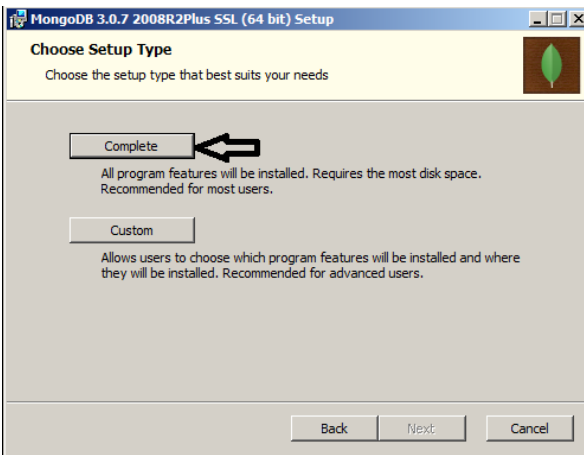 MongoDB 3.0.7 2008R2Plus SSL (64 bit) Setup
Choose Setup Type
Choose the setup type that best suits your needs
Complete
All program features will be installed. Requires the most disk space.
Recommended for most users.
Custom
Allows users to choose which program features will be installed and where
they will be installed. Recommended for advanced users.
Back
Next
Cancel